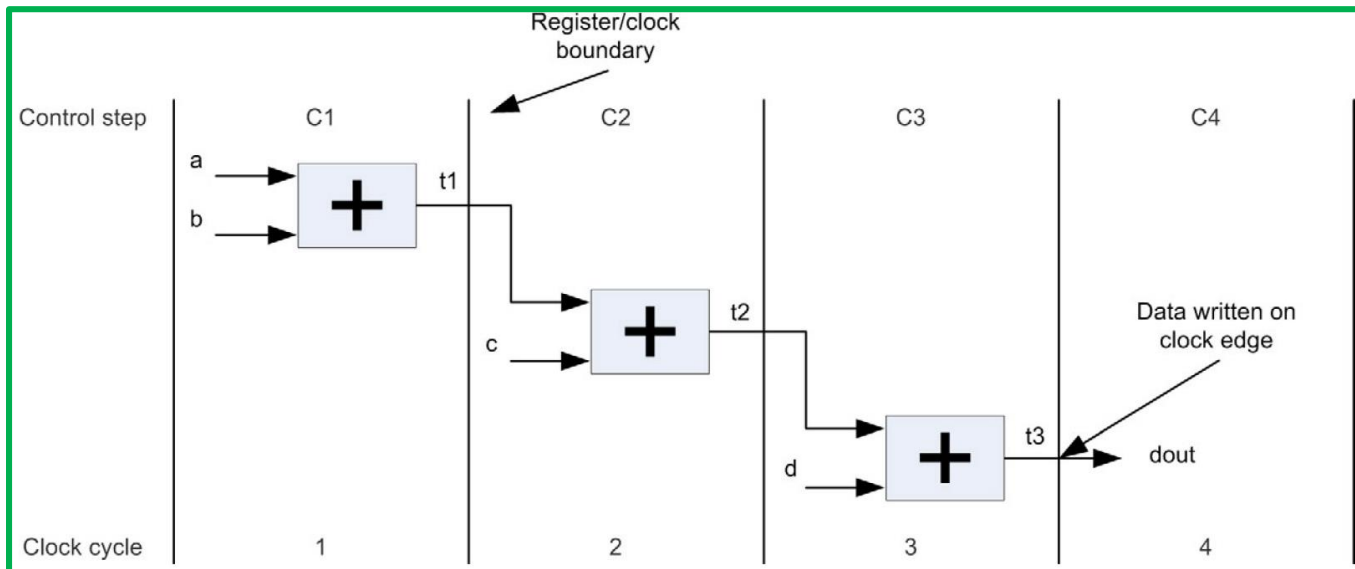 Register/clock
boundary
Control step
C1
C2
C3
C4
a
b
+
t1
c
+
t2
Data written on
clock edge
d
+
t3
dout
Clock cycle
1
2
3
4